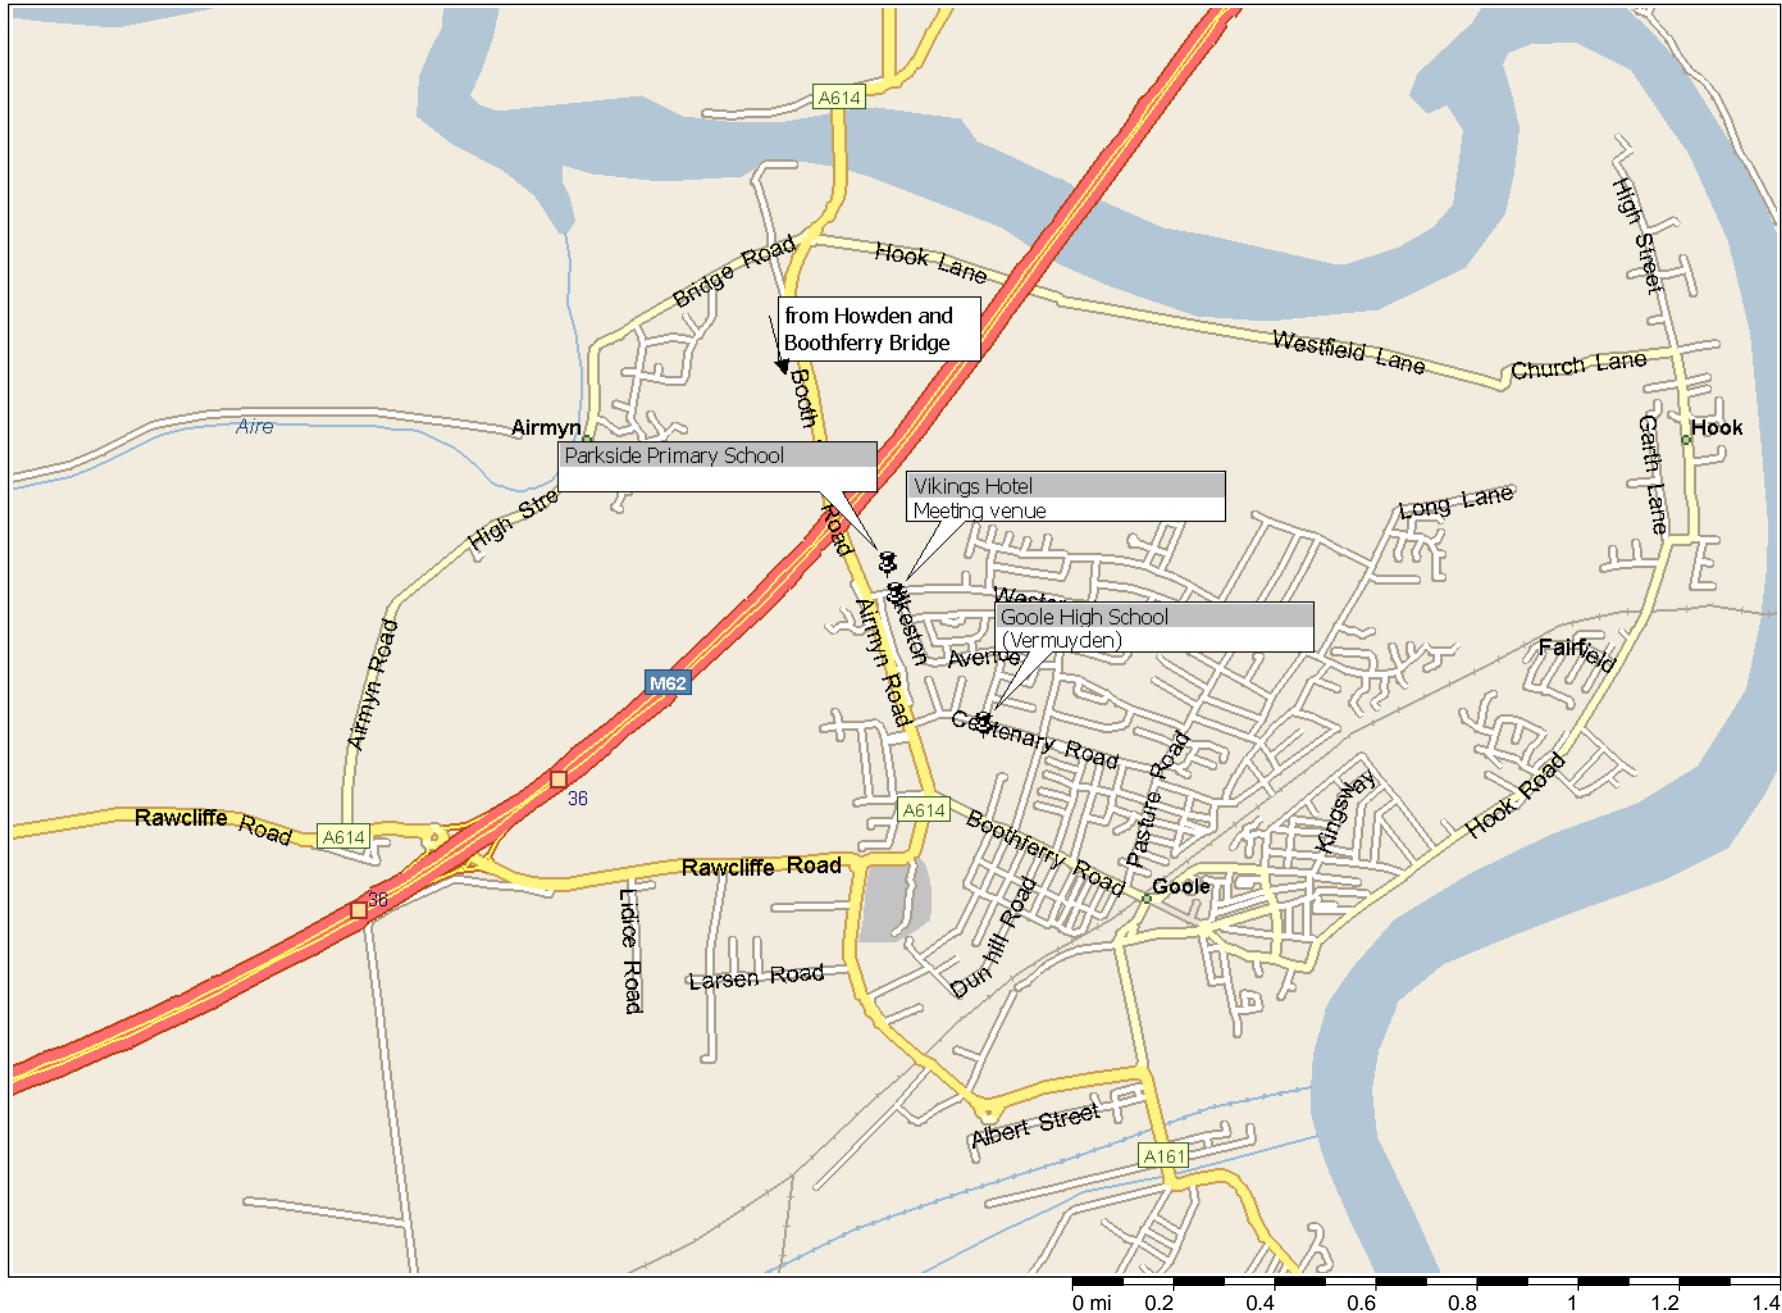 A614
High Street
Bridge Road
Hook Lane
from Howden and
Boothferry Bridge
Westfield Lane
Church Lane
Booth
Aire
Airmyn
Hook
Garth Lane
Parkside Primary School
Vikings Hotel
Meeting venue
High Stre
Road
Long Lane
Goole High School
(Vermuyden)
Airmyn Road
Avenue
Fairfield
Airmyn Road
M62
Centenary Road
Pasture Road
36
Kingsway
Hook Road
Rawcliffe Road
A614
A614
Boothferry Road
Rawcliffe Road
Goole
36
Lidice Road
Dunhill Road
Larsen Road
Albert Street
A161
0 mi 0.2 0.4 0.6 0.8 1 1.2 1.4